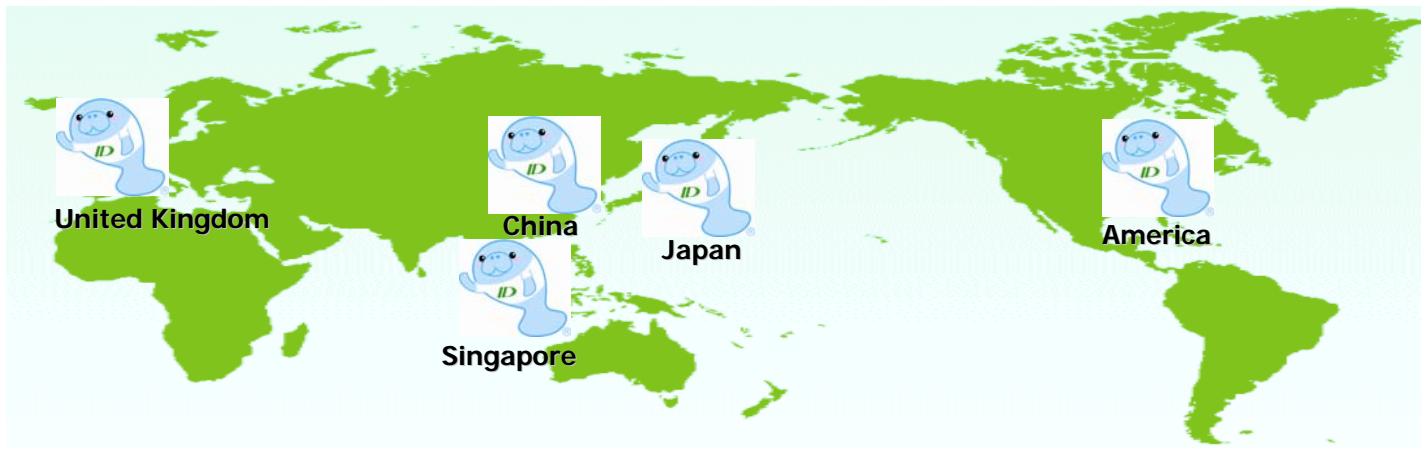 ID
ID
ID
ID
United Kingdom
China
America
Japan
ID
Singapore
®
®
®
®
®